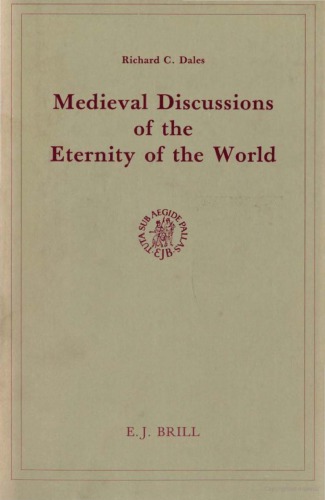 Richard C. Dales
Medieval Discussions
of the
Eternity of the World
TUTA SUB AEGIDE PALLAS
EJB
E. J. BRILL